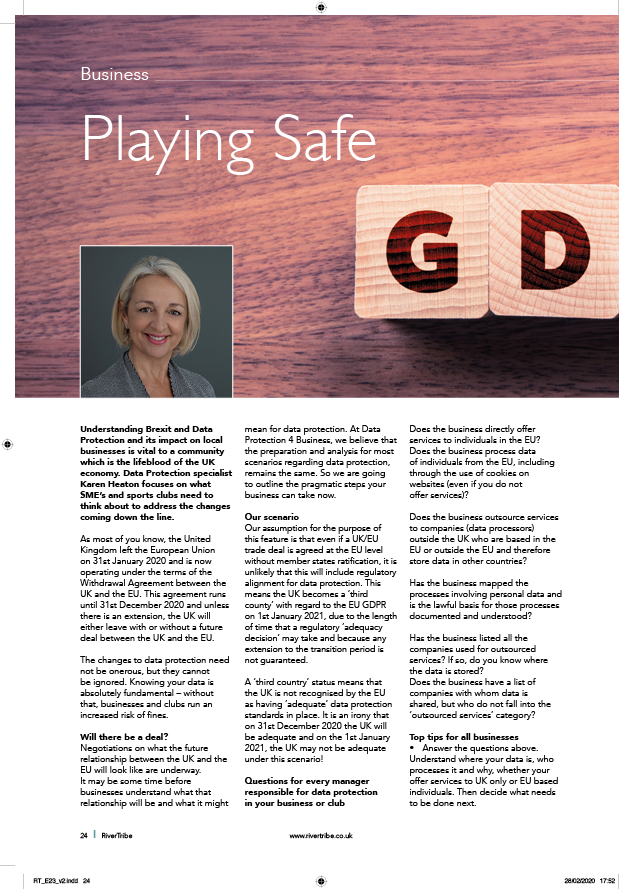 Business
Playing Safe
G D
Understanding Brexit and Data
Protection and its impact on local
businesses is vital to a community
which is the lifeblood of the UK
economy. Data Protection specialist
Karen Heaton focuses on what
SME's and sports clubs need to
think about to address the changes
coming down the line.
As most of you know, the United
Kingdom left the European Union
on 31st January 2020 and is now
operating under the terms of the
Withdrawal Agreement between the
UK and the EU. This agreement runs
until 31st December 2020 and unless
there is an extension, the UK will
either leave with or without a future
deal between the UK and the EU.
The changes to data protection need
not be onerous, but they cannot
be ignored. Knowing your data is
absolutely fundamental – without
that, businesses and clubs run an
increased risk of fines.
Will there be a deal?
Negotiations on what the future
relationship between the UK and the
EU will look like are underway.
It may be some time before
businesses understand what that
relationship will be and what it might
mean for data protection. At Data
Protection 4 Business, we believe that
the preparation and analysis for most
scenarios regarding data protection,
remains the same. So we are going
to outline the pragmatic steps your
business can take now.
Our scenario
Our assumption for the purpose of
this feature is that even if a UK/EU
trade deal is agreed at the EU level
without member states ratification, it is
unlikely that this will include regulatory
alignment for data protection. This
means the UK becomes a 'third
county' with regard to the EU GDPR
on 1st January 2021, due to the length
of time that a regulatory 'adequacy
decision' may take and because any
extension to the transition period is
not guaranteed.
A 'third country' status means that
the UK is not recognised by the EU
as having 'adequate' data protection
standards in place. It is an irony that
on 31st December 2020 the UK will
be adequate and on the 1st January
2021, the UK may not be adequate
under this scenario!
Questions for every manager
responsible for data protection
in your business or club
Does the business directly offer
services to individuals in the EU?
Does the business process data
of individuals from the EU, including
through the use of cookies on
websites (even if you do not
offer services)?
Does the business outsource services
to companies (data processors)
outside the UK who are based in the
EU or outside the EU and therefore
store data in other countries?
Has the business mapped the
processes involving personal data and
is the lawful basis for those processes
documented and understood?
Has the business listed all the
companies used for outsourced
services? If so, do you know where
the data is stored?
Does the business have a list of
companies with whom data is
shared, but who do not fall into the
'outsourced services' category?
Top tips for all businesses
• Answer the questions above.
Understand where your data is, who
processes it and why, whether your
offer services to UK only or EU based
individuals. Then decide what needs
to be done next.
24 | RiverTribe
www.rivertribe.co.uk
RT_E23_v2.indd 24
28/02/2020 17:52